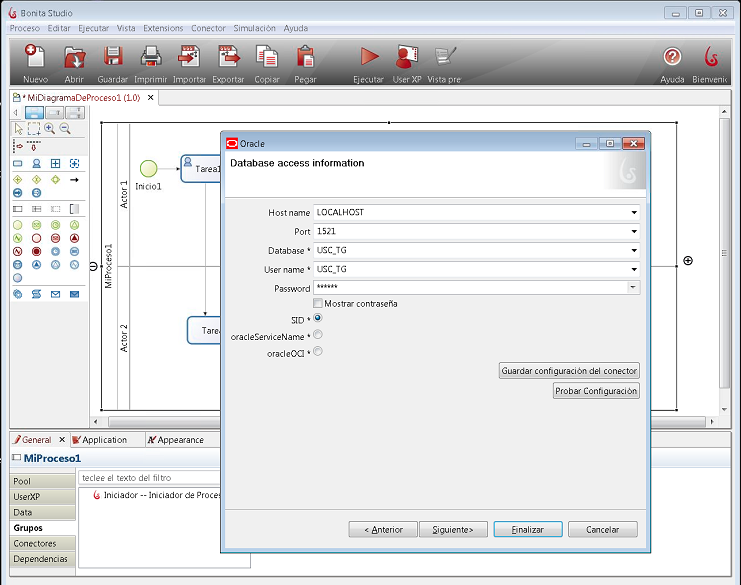 Bonita Studio
Proceso Editar Ejecutar Vista Extensions Conector Simulación Ayuda
Nuevo Abrir Guardar Imprimir Importar Exportar Copiar Pegar Ejecutar User XP Vista pre Ayuda Bienveni
* MiDiagramaDeProceso1 (1.0)
MiProceso1
Actor 1
Inicio1
Tarea1
Actor 2
Tare
Oracle
Database access information
Host name LOCALHOST
Port 1521
Database * USC_TG
User name * USC_TG
Password ******
Mostrar contraseña
SID *
oracleServiceName *
oracleOCI *
Guardar configuración del conector
Probar Configuración
< Anterior Siguiente> Finalizar Cancelar
General Application Appearance
MiProceso1
Pool
UserXP
Data
Grupos
Conectores
Dependencias
teclee el texto del filtro
Iniciador -- Iniciador de Proces